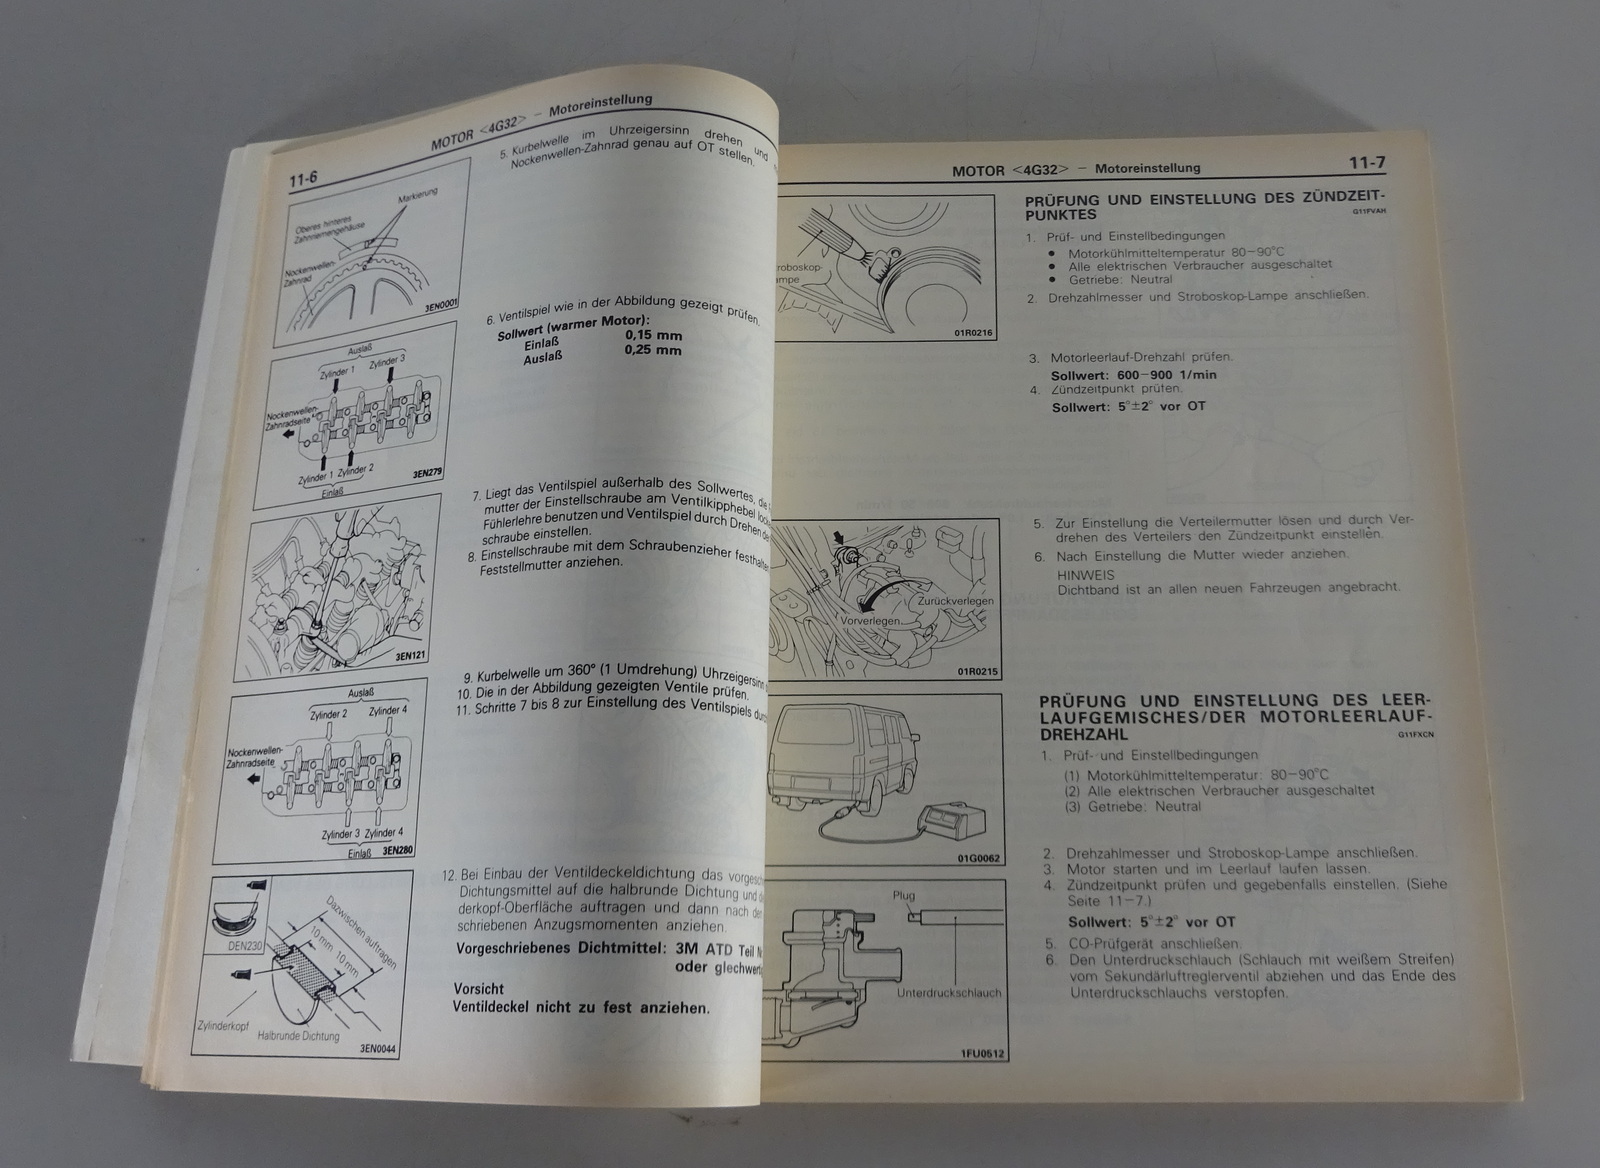 11-6
MOTOR <4G32> – Motoreinstellung
Markierung
Oberes hinteres
Zahnriemengehäuse
Nockenwellen-
Zahnrad
3EN0001
5. Kurbelwelle im Uhrzeigersinn drehen und
Nockenwellen-Zahnrad genau auf OT stellen.
Auslaß
Zylinder 1 Zylinder 3
Nockenwellen-
Zahnradseite
Zylinder 1 Zylinder 2
Einlaß
3EN279
6. Ventilspiel wie in der Abbildung gezeigt prüfen.
Sollwert (warmer Motor):
Einlaß 0,15 mm
Auslaß 0,25 mm
3EN121
7. Liegt das Ventilspiel außerhalb des Sollwertes, die
mutter der Einstellschraube am Ventilkipphebel
Fühlerlehre benutzen und Ventilspiel durch Drehen
schraube einstellen.
8. Einstellschraube mit dem Schraubenzieher
Feststellmutter anziehen.
Auslaß
Zylinder 2 Zylinder 4
Nockenwellen-
Zahnradseite
Zylinder 3 Zylinder 4
Einlaß
3EN280
9. Kurbelwelle um 360° (1 Umdrehung) Uhrzeigersinn
10. Die in der Abbildung gezeigten Ventile prüfen.
11. Schritte 7 bis 8 zur Einstellung des Ventilspiels
DEN230
Dazwischen auftragen
10 mm
10 mm
Zylinderkopf
Halbrunde Dichtung
3EN0044
12. Bei Einbau der Ventildeckeldichtung das
Dichtungsmittel auf die halbrunde Dichtung und
derkopf-Oberfläche auftragen und dann nach
schriebenen Anzugsmomenten anziehen.
Vorgeschriebenes Dichtmittel: 3M ATD Teil
oder
Vorsicht
Ventildeckel nicht zu fest anziehen.
MOTOR <4G32> – Motoreinstellung
11-7
roboskop-
ampe
01R0216
PRÜFUNG UND EINSTELLUNG DES ZÜNDZEIT-
PUNKTES
G11FVAH
1. Prüf- und Einstellbedingungen
● Motorkühlmitteltemperatur 80–90°C
● Alle elektrischen Verbraucher ausgeschaltet
● Getriebe: Neutral
2. Drehzahlmesser und Stroboskop-Lampe anschließen.
3. Motorleerlauf-Drehzahl prüfen.
Sollwert: 600–900 1/min
4. Zündzeitpunkt prüfen.
Sollwert: 5°±2° vor OT
Zurückverlegen
Vorverlegen
01R0215
5. Zur Einstellung die Verteilermutter lösen und durch Ver-
drehen des Verteilers den Zündzeitpunkt einstellen.
6. Nach Einstellung die Mutter wieder anziehen.
HINWEIS
Dichtband ist an allen neuen Fahrzeugen angebracht.
01G0062
PRÜFUNG UND EINSTELLUNG DES LEER-
LAUFGEMISCHES/DER MOTORLEERLAUF-
DREHZAHL
G11FXCN
1. Prüf- und Einstellbedingungen
(1) Motorkühlmitteltemperatur: 80–90°C
(2) Alle elektrischen Verbraucher ausgeschaltet
(3) Getriebe: Neutral
Plug
Unterdruckschlauch
1FU0512
2. Drehzahlmesser und Stroboskop-Lampe anschließen.
3. Motor starten und im Leerlauf laufen lassen.
4. Zündzeitpunkt prüfen und gegebenfalls einstellen. (Siehe
Seite 11–7.)
Sollwert: 5°±2° vor OT
5. CO-Prüfgerät anschließen.
6. Den Unterdruckschlauch (Schlauch mit weißem Streifen)
vom Sekundärluftreglerventil abziehen und das Ende des
Unterdruckschlauchs verstopfen.